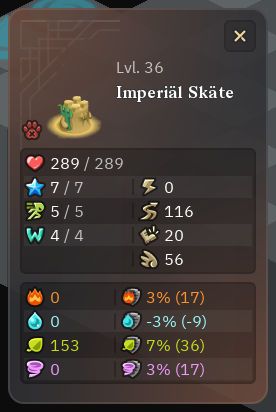 Lvl. 36
Imperiäl Skäte
289 / 289
7 / 7 0
5 / 5 116
4 / 4 20
56
0 3% (17)
0 -3% (-9)
153 7% (36)
0 3% (17)